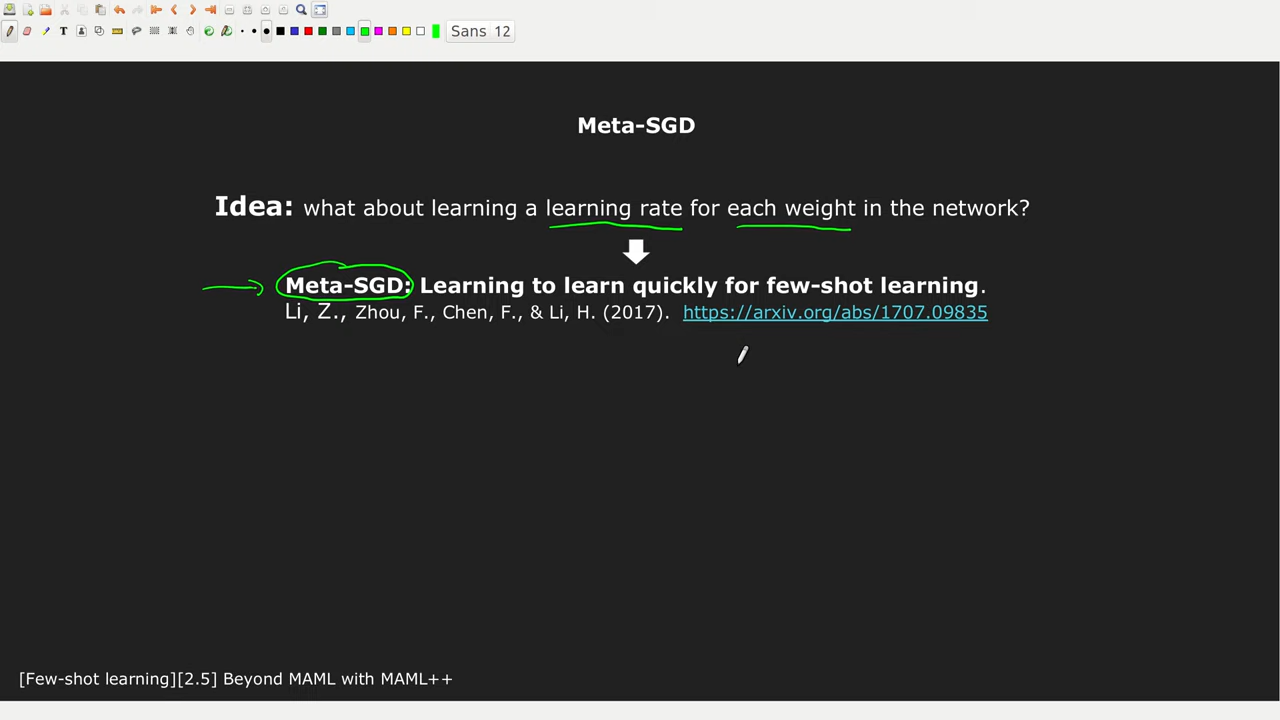 Sans 12
Meta-SGD
Idea: what about learning a learning rate for each weight in the network?
Meta-SGD: Learning to learn quickly for few-shot learning.
Li, Z., Zhou, F., Chen, F., & Li, H. (2017). https://arxiv.org/abs/1707.09835
[Few-shot learning][2.5] Beyond MAML with MAML++